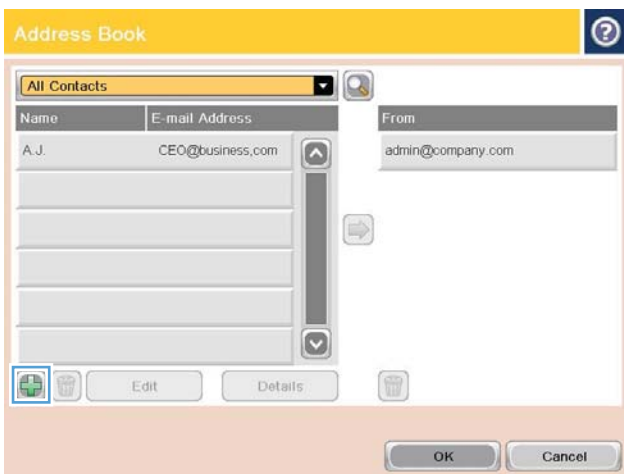 Address Book
?
All Contacts
Name E-mail Address From
A.J. CEO@business,com admin@company.com
Edit Details
OK Cancel